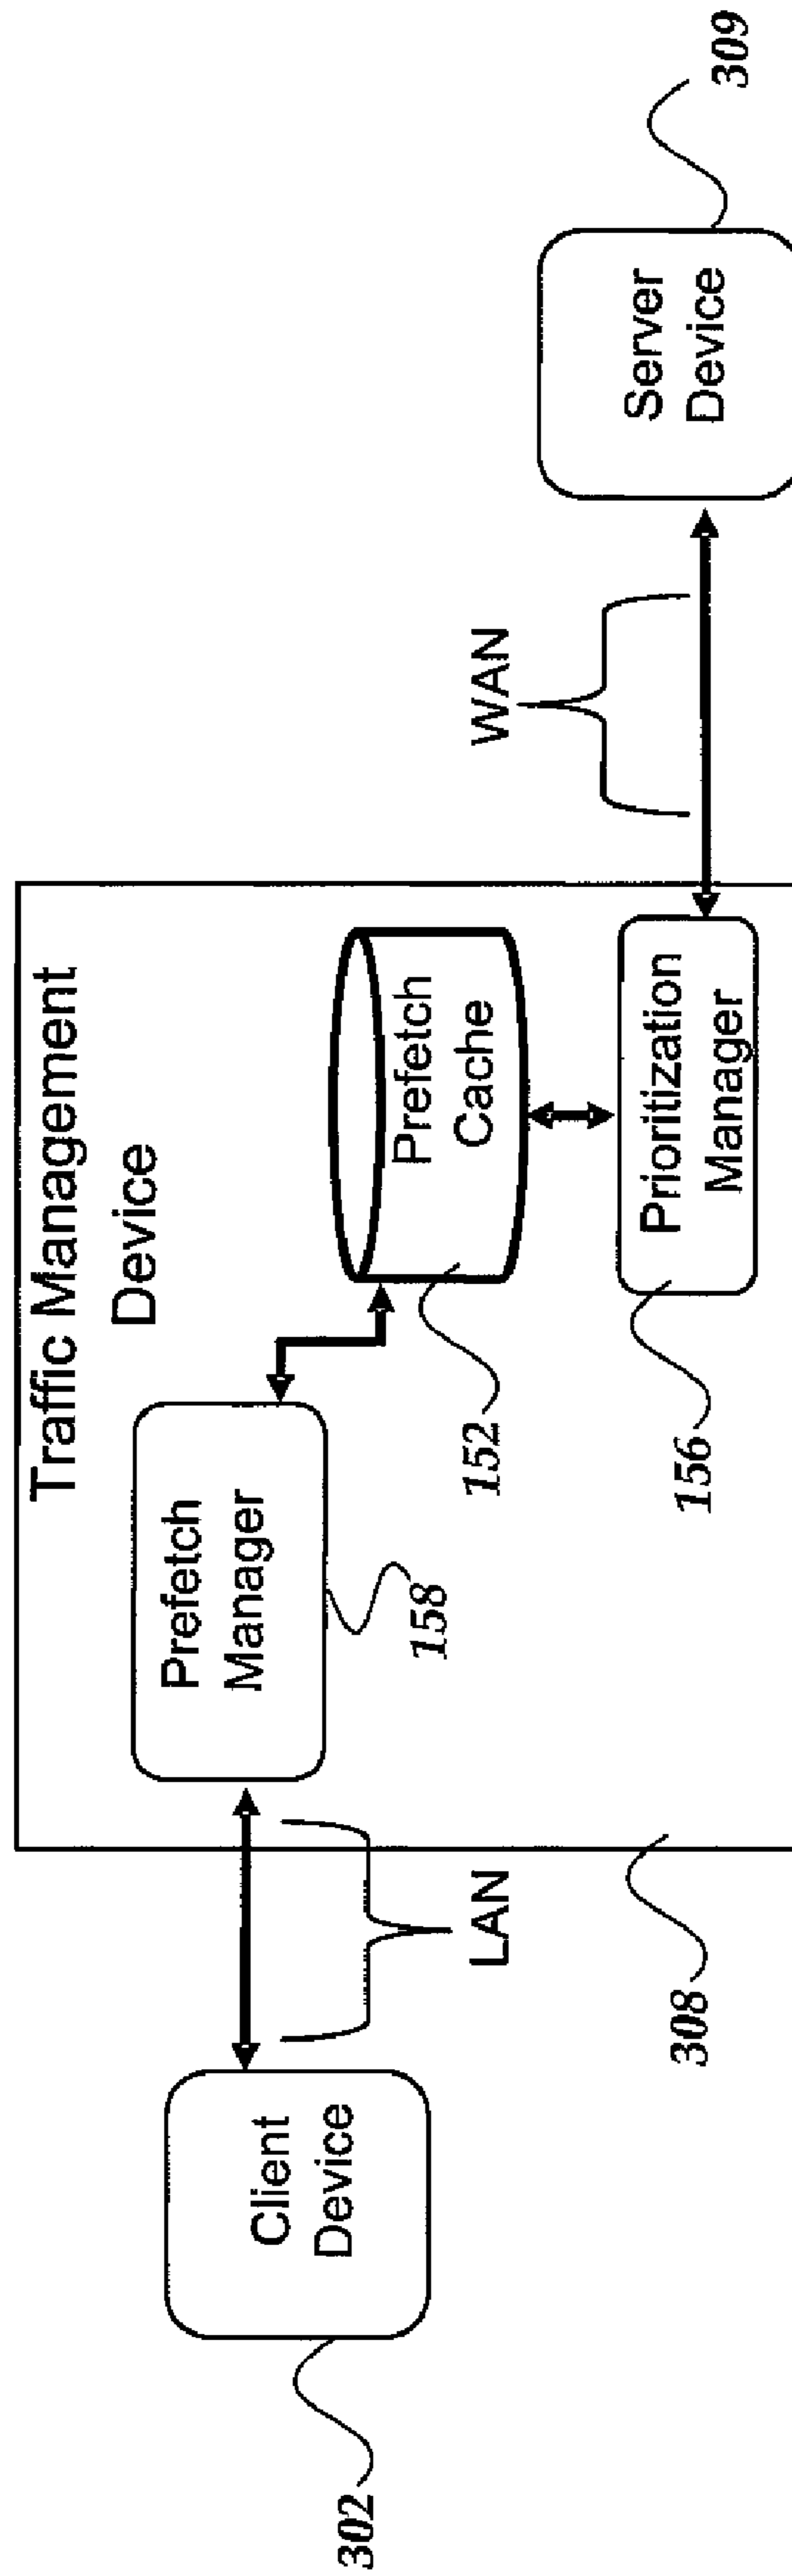 Traffic Management
Device
Client
Device
302
LAN
308
Prefetch
Manager
158
Prefetch
Cache
152
Prioritization
Manager
156
WAN
Server
Device
309